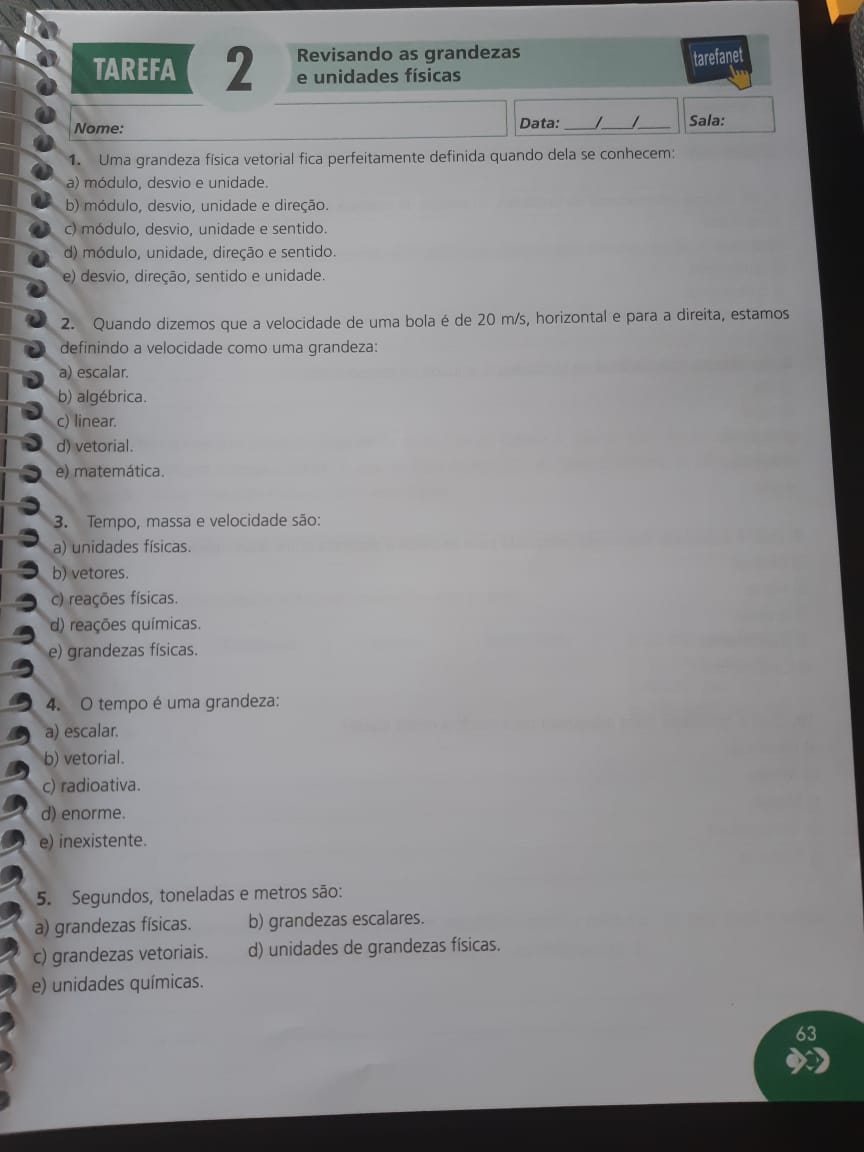 TAREFA 2 Revisando as grandezas
e unidades físicas
tarefanet
Nome:
Data: ____/____/____
Sala:
1. Uma grandeza física vetorial fica perfeitamente definida quando dela se conhecem:
a) módulo, desvio e unidade.
b) módulo, desvio, unidade e direção.
c) módulo, desvio, unidade e sentido.
d) módulo, unidade, direção e sentido.
e) desvio, direção, sentido e unidade.
2. Quando dizemos que a velocidade de uma bola é de 20 m/s, horizontal e para a direita, estamos
definindo a velocidade como uma grandeza:
a) escalar.
b) algébrica.
c) linear.
d) vetorial.
e) matemática.
3. Tempo, massa e velocidade são:
a) unidades físicas.
b) vetores.
c) reações físicas.
d) reações químicas.
e) grandezas físicas.
4. O tempo é uma grandeza:
a) escalar.
b) vetorial.
c) radioativa.
d) enorme.
e) inexistente.
5. Segundos, toneladas e metros são:
a) grandezas físicas. b) grandezas escalares.
c) grandezas vetoriais. d) unidades de grandezas físicas.
e) unidades químicas.
63